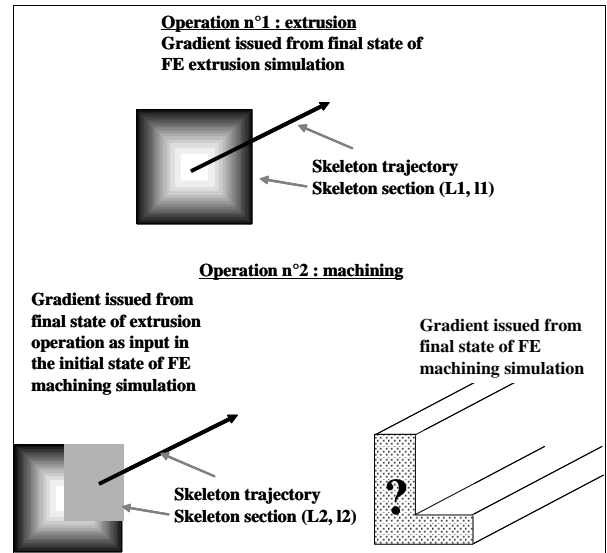 Operation n°1 : extrusion
Gradient issued from final state of
FE extrusion simulation
Skeleton trajectory
Skeleton section (L1, l1)
Operation n°2 : machining
Gradient issued from
final state of extrusion
operation as input in
the initial state of FE
machining simulation
Gradient issued from
final state of FE
machining simulation
Skeleton trajectory
Skeleton section (L2, l2)
?